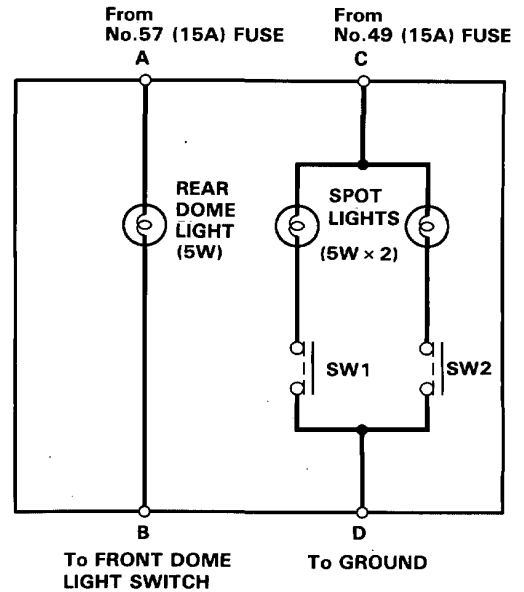 From
No.57 (15A) FUSE
A
From
No.49 (15A) FUSE
C
REAR
DOME
LIGHT
(5W)
SPOT
LIGHTS
(5W × 2)
SW1
SW2
B
To FRONT DOME
LIGHT SWITCH
D
To GROUND